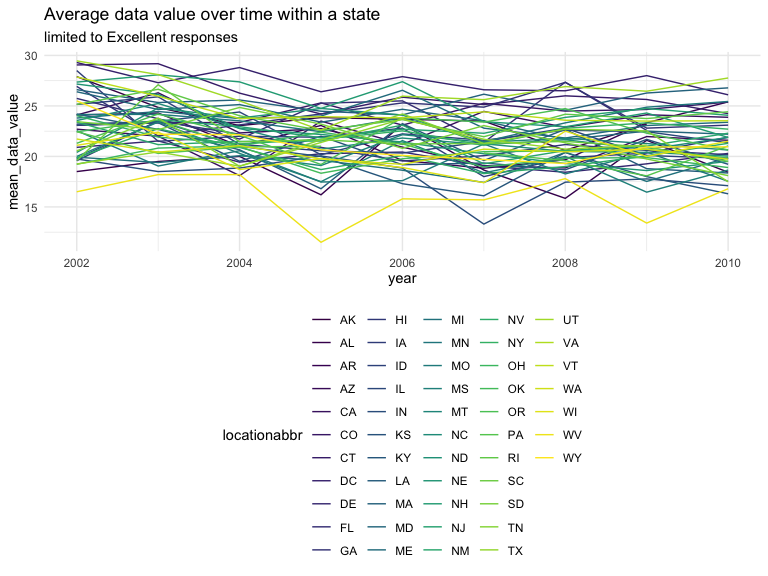 Average data value over time within a state
limited to Excellent responses
mean_data_value
30
25
20
15
2002 2004 2006 2008 2010
year
locationabbr
AK HI MI NV UT
AL IA MN NY VA
AR ID MO OH VT
AZ IL MS OK WA
CA IN MT OR WI
CO KS NC PA WV
CT KY ND RI WY
DC LA NE SC
DE MA NH SD
FL MD NJ TN
GA ME NM TX